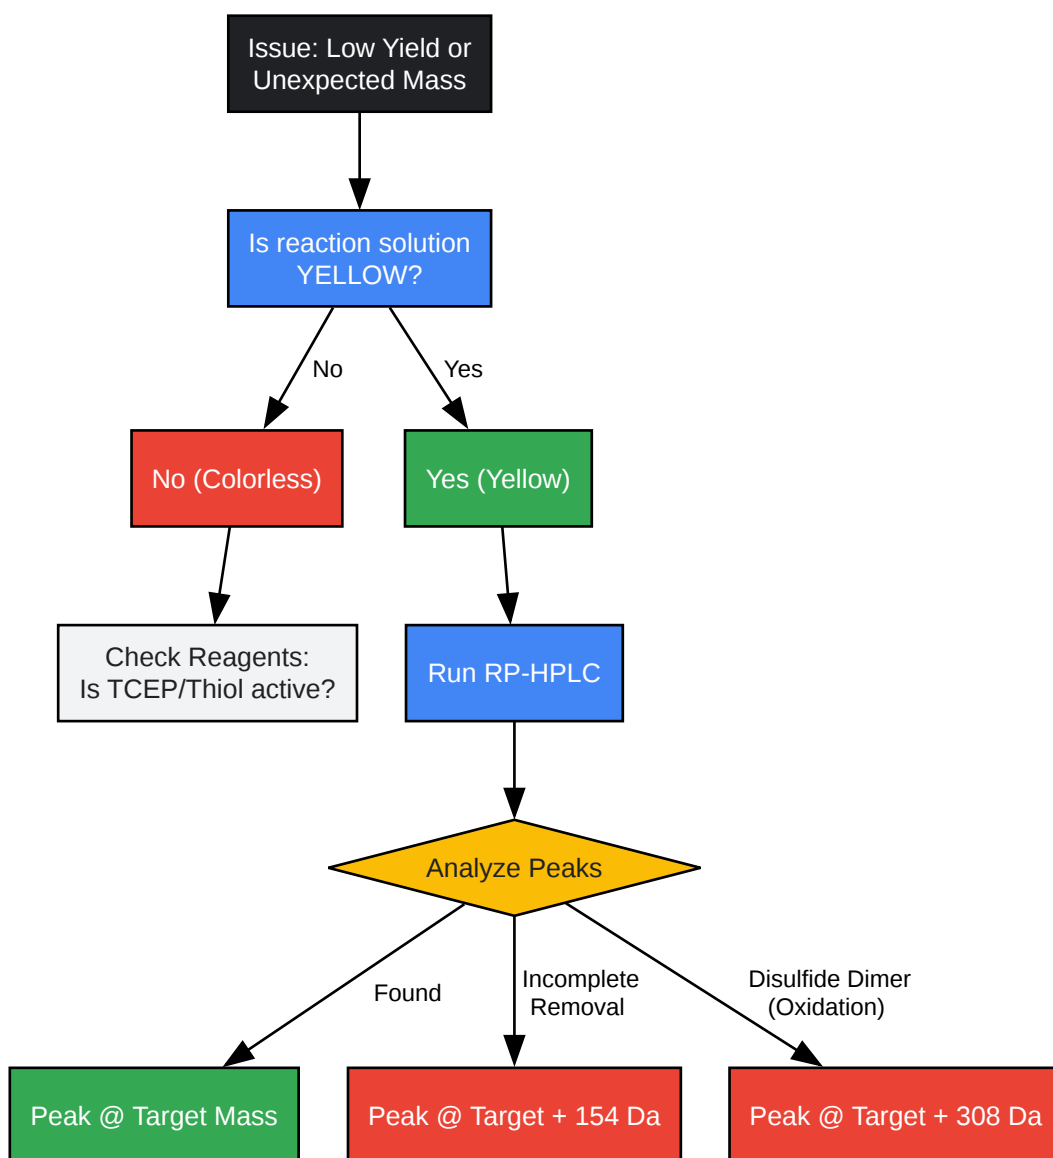 Issue: Low Yield or
Unexpected Mass
Is reaction solution
YELLOW?
No
Yes
No (Colorless)
Yes (Yellow)
Check Reagents:
Is TCEP/Thiol active?
Run RP-HPLC
Analyze Peaks
Found
Incomplete
Removal
Disulfide Dimer
(Oxidation)
Peak @ Target Mass
Peak @ Target + 154 Da
Peak @ Target + 308 Da